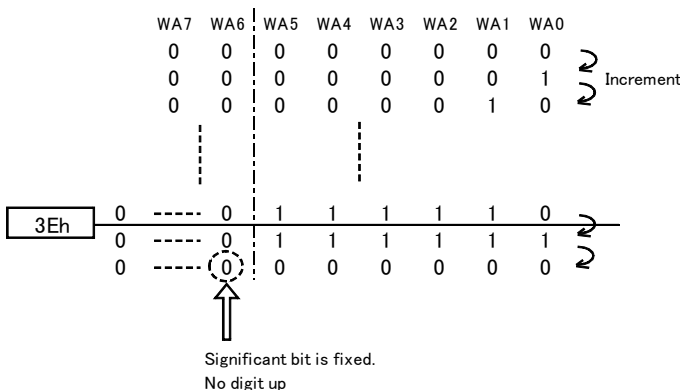 WA7 WA6 WA5 WA4 WA3 WA2 WA1 WA0
0 0 0 0 0 0 0 0
0 0 0 0 0 0 0 1
Increment
0 0 0 0 0 0 1 0
3Eh
0 ----- 0 1 1 1 1 1 0
0 ----- 0 1 1 1 1 1 1
0 ----- 0 0 0 0 0 0 0
Significant bit is fixed.
No digit up